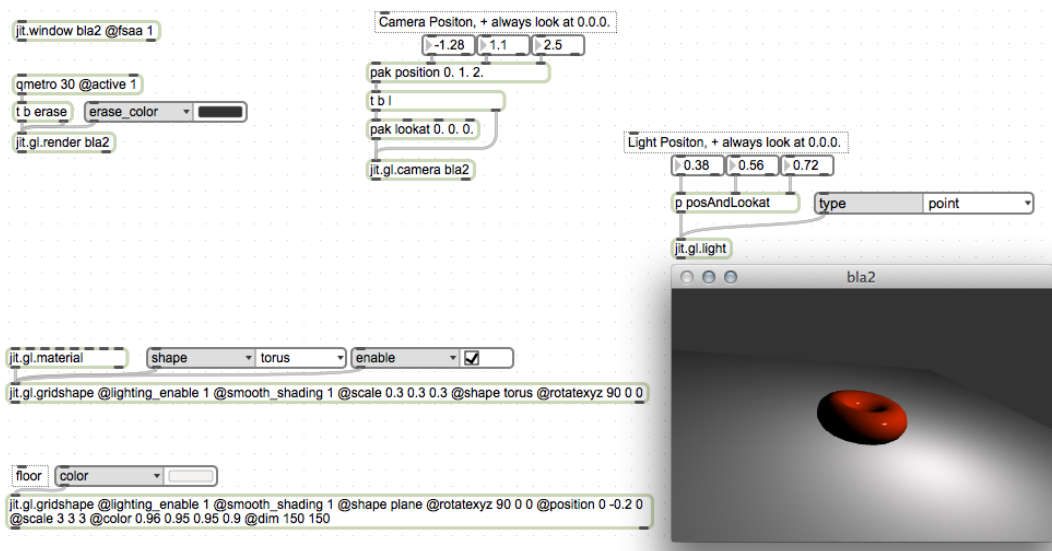 jit.window bla2 @fsaa 1
Camera Positon, + always look at 0.0.0.
-1.28 1.1 2.5
qmetro 30 @active 1
pak position 0. 1. 2.
t b erase erase_color
t b l
jit.gl.render bla2
pak lookat 0. 0. 0.
jit.gl.camera bla2
Light Positon, + always look at 0.0.0.
0.38 0.56 0.72
p posAndLookat type point
jit.gl.light
bla2
jit.gl.material shape torus enable
jit.gl.gridshape @lighting_enable 1 @smooth_shading 1 @scale 0.3 0.3 0.3 @shape torus @rotatexyz 90 0 0
floor color
jit.gl.gridshape @lighting_enable 1 @smooth_shading 1 @shape plane @rotatexyz 90 0 0 @position 0 -0.2 0
@scale 3 3 3 @color 0.96 0.95 0.95 0.9 @dim 150 150